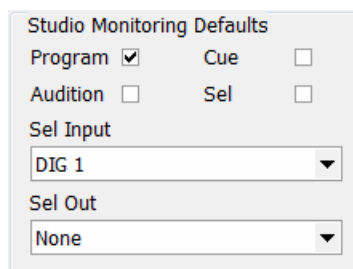 Studio Monitoring Defaults
Program Cue
Audition Sel
Sel Input
DIG 1
Sel Out
None